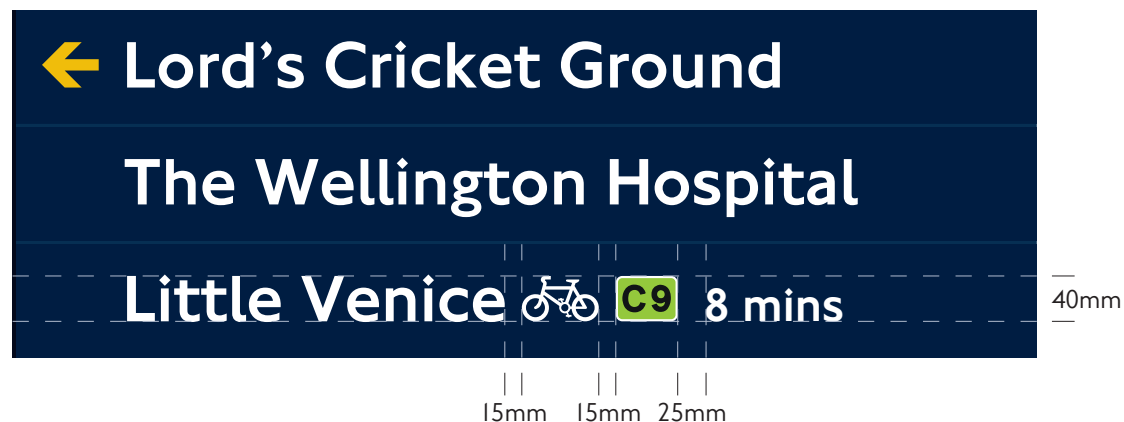 Lord’s Cricket Ground
The Wellington Hospital
Little Venice C9 8 mins
40mm
15mm 15mm 25mm